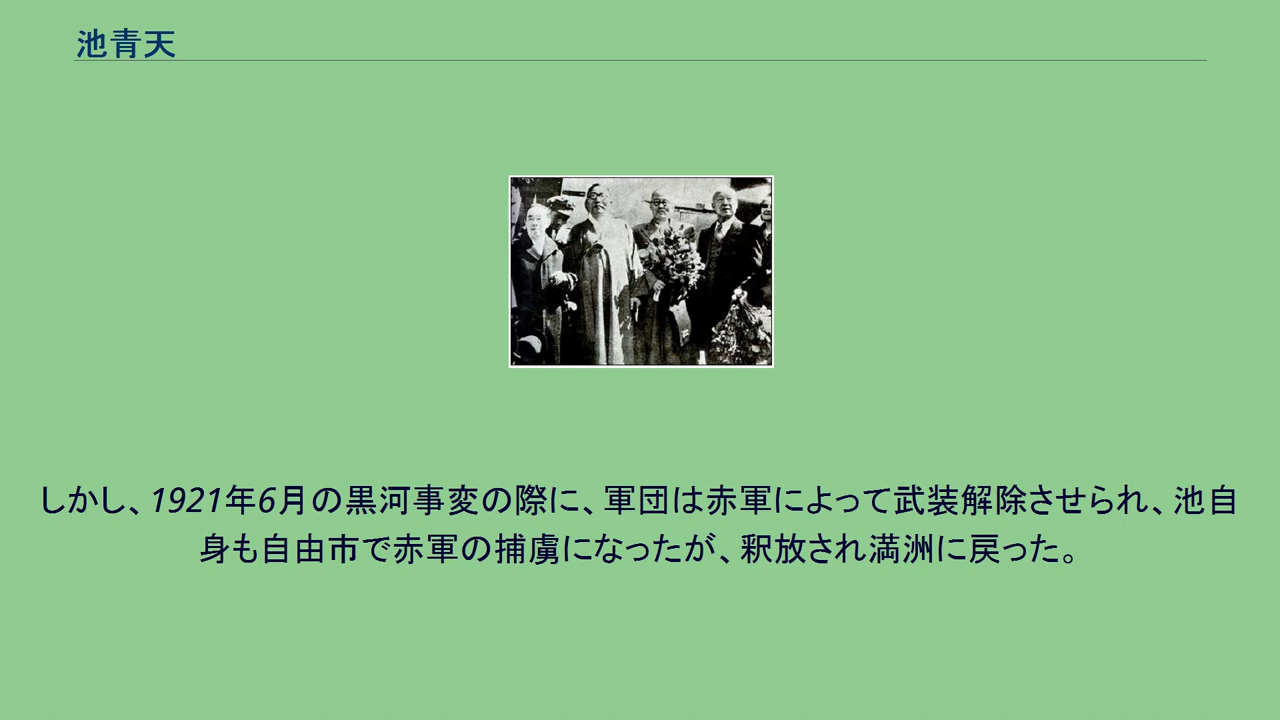 池青天
しかし、1921年6月の黒河事変の際に、軍団は赤軍によって武装解除させられ、池自
身も自由市で赤軍の捕虜になったが、釈放され満洲に戻った。